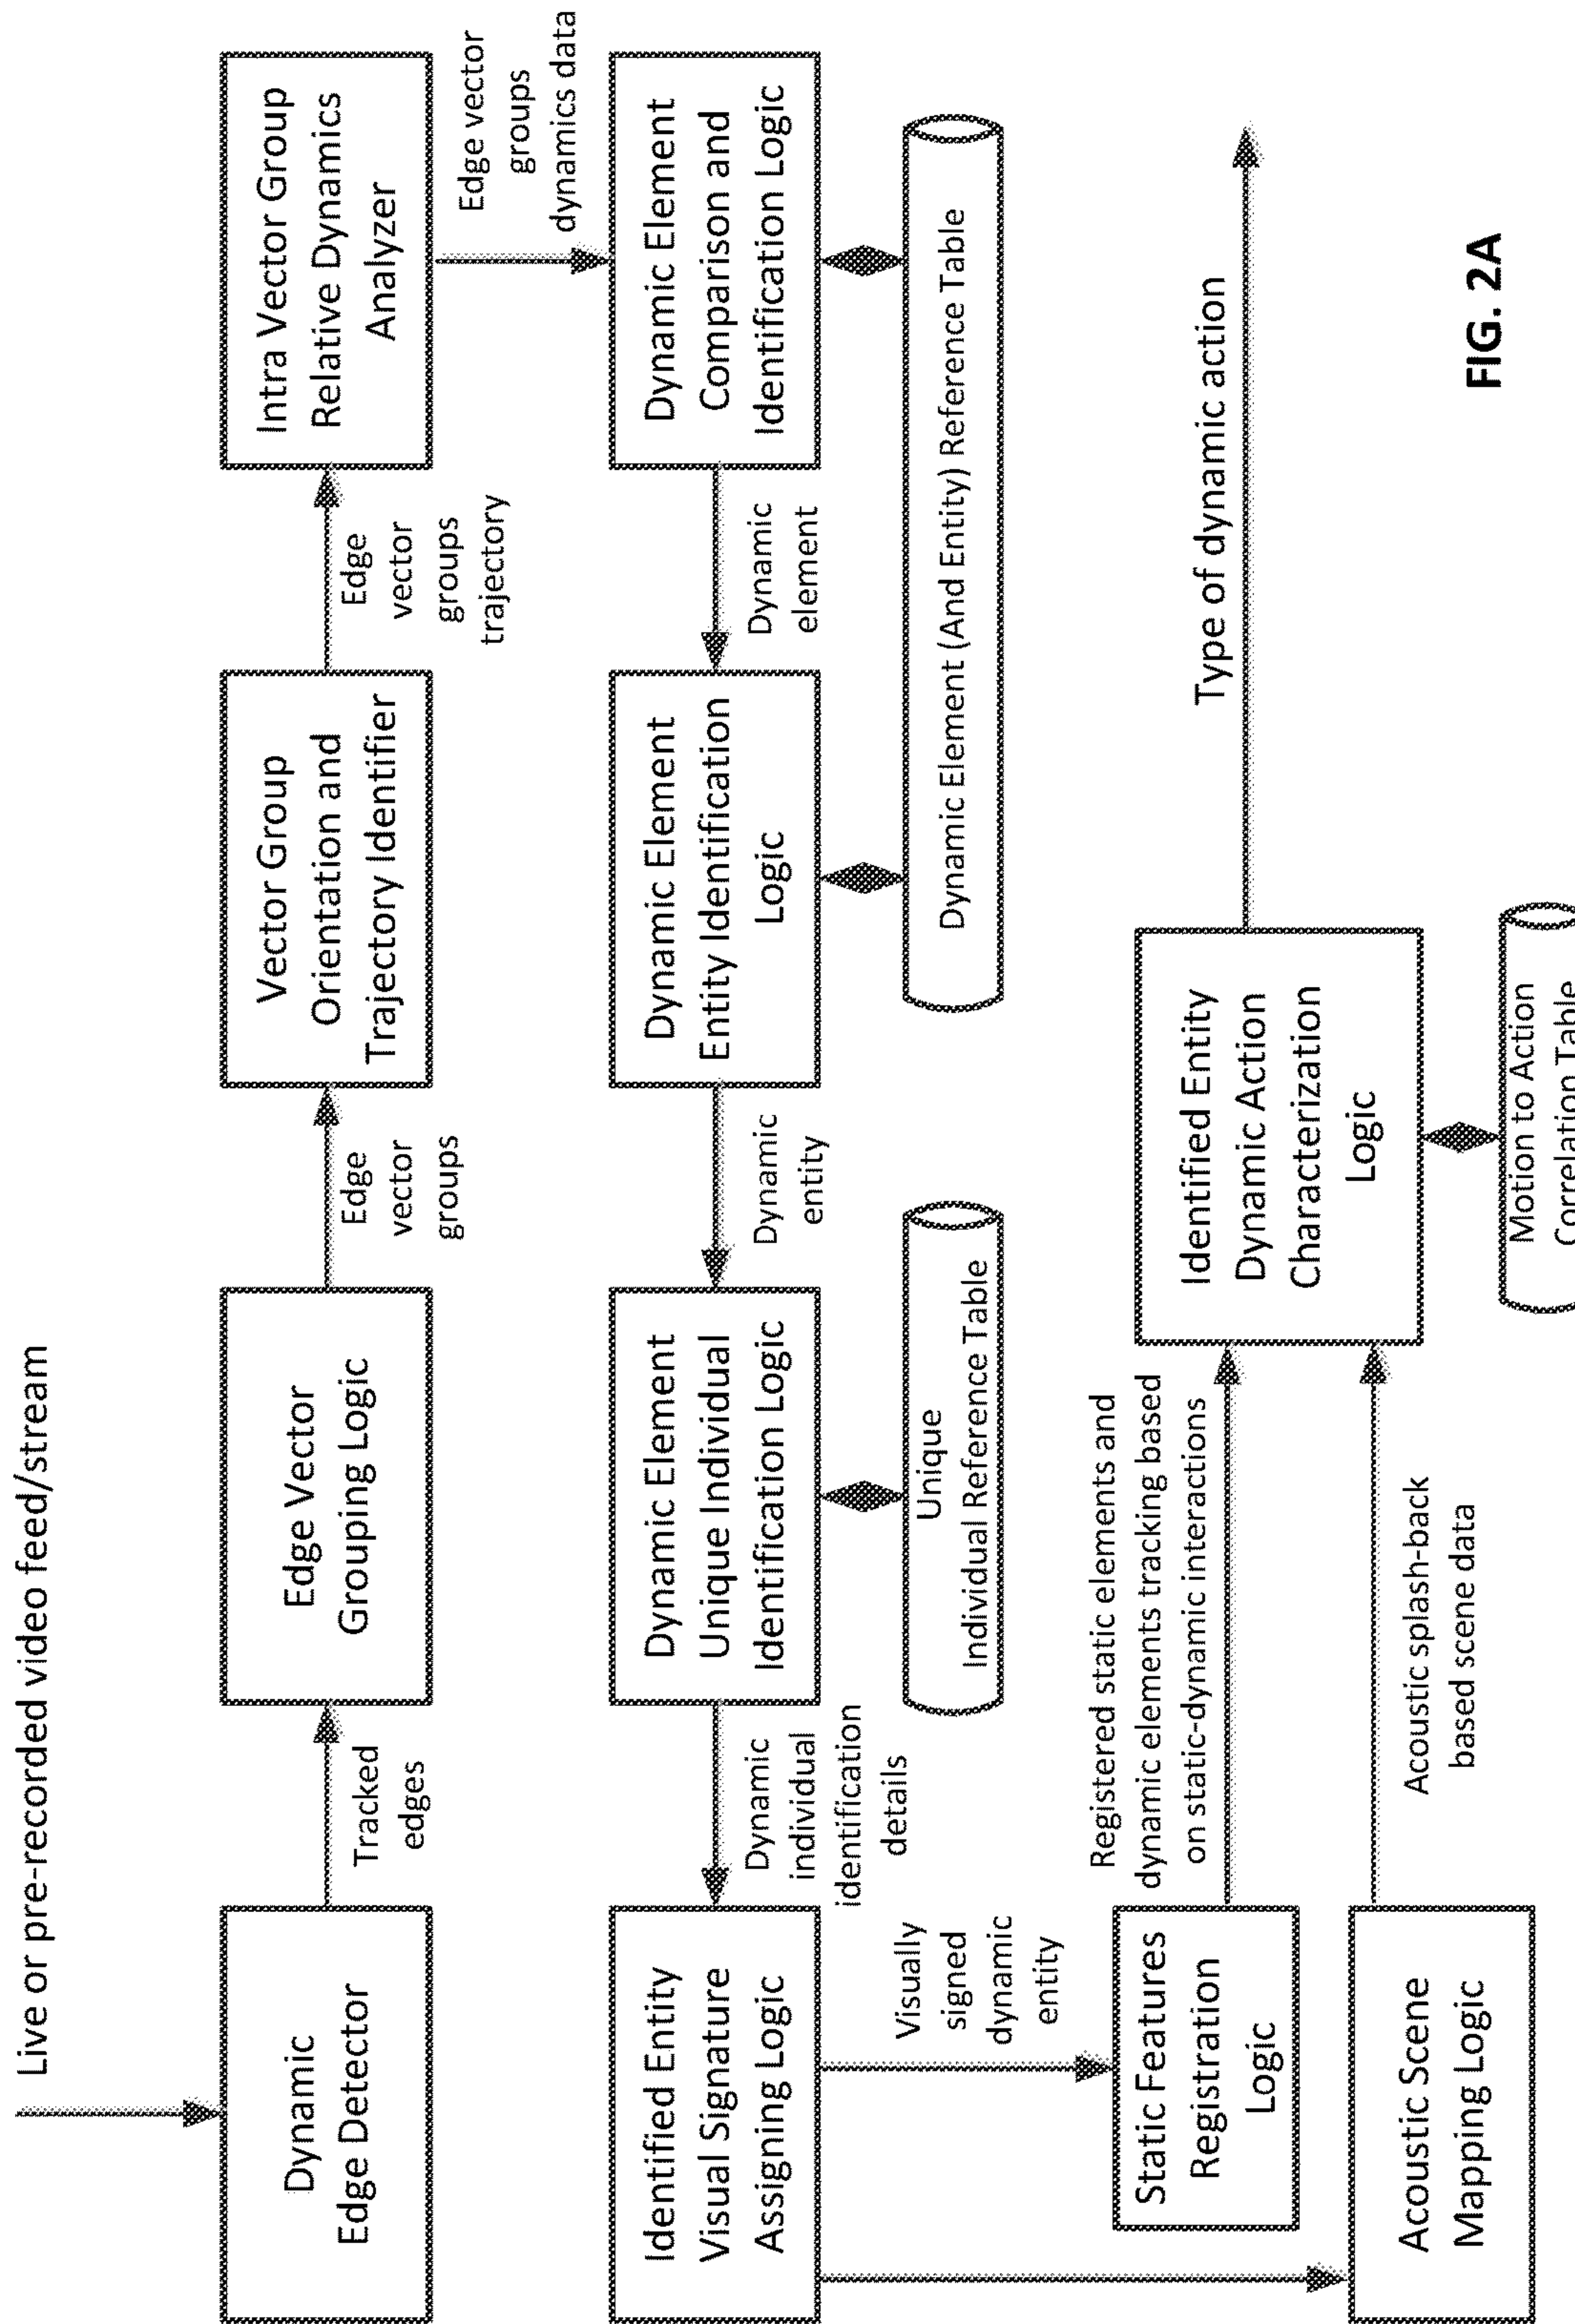 Live or pre-recorded video feed/stream
Dynamic
Edge Detector
Tracked
edges
Edge Vector
Grouping Logic
Edge
vector
groups
Vector Group
Orientation and
Trajectory Identifier
Edge
vector
groups
trajectory
Intra Vector Group
Relative Dynamics
Analyzer
Edge vector
groups
dynamics data
Dynamic Element
Comparison and
Identification Logic
Dynamic
element
Dynamic Element
Entity Identification
Logic
Dynamic Element (And Entity) Reference Table
Dynamic
entity
Dynamic Element
Unique Individual
Identification Logic
Unique
Individual Reference Table
Dynamic
individual
identification
details
Identified Entity
Visual Signature
Assigning Logic
Visually
signed
dynamic
entity
Static Features
Registration
Logic
Registered static elements and
dynamic elements tracking based
on static-dynamic interactions
Acoustic Scene
Mapping Logic
Acoustic splash-back
based scene data
Identified Entity
Dynamic Action
Characterization
Logic
Motion to Action
Correlation Table
Type of dynamic action
FIG. 2A